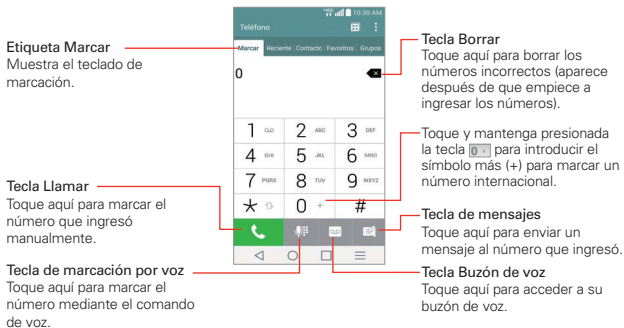 Etiqueta Marcar
Muestra el teclado de
marcación.
Tecla Llamar
Toque aquí para marcar el
número que ingresó
manualmente.
Tecla de marcación por voz
Toque aquí para marcar el
número mediante el comando
de voz.
10:30 AM
Teléfono
Marcar Reciente Contacto Favoritos Grupos
0
1
2 ABC
3 DEF
4 GHI
5 JKL
6 MNO
7 PQRS
8 TUV
9 WXYZ
*
0 +
#
Tecla Borrar
Toque aquí para borrar los
números incorrectos (aparece
después de que empiece a
ingresar los números).
Toque y mantenga presionada
la tecla 0 + para introducir el
símbolo más (+) para marcar un
número internacional.
Tecla de mensajes
Toque aquí para enviar un
mensaje al número que ingresó.
Tecla Buzón de voz
Toque aquí para acceder a su
buzón de voz.